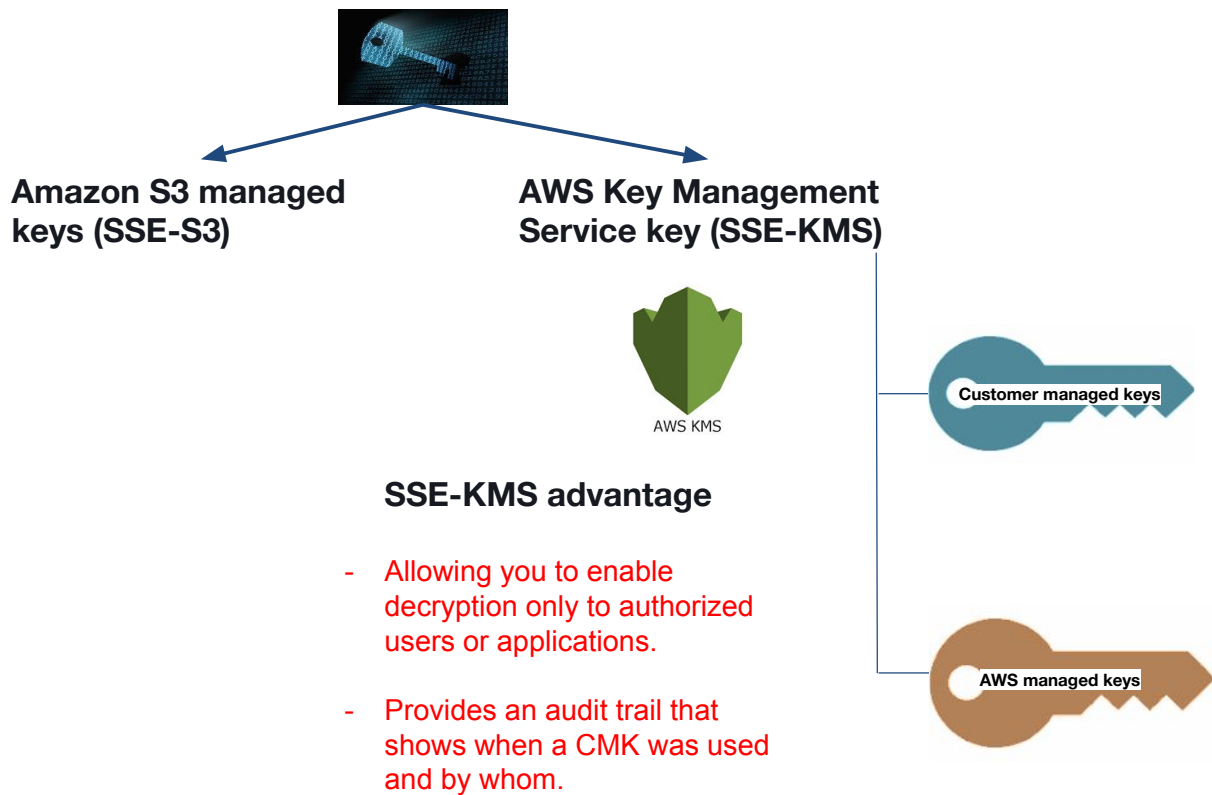 Amazon S3 managed
keys (SSE-S3)
AWS Key Management
Service key (SSE-KMS)
AWS KMS
Customer managed keys
SSE-KMS advantage
- Allowing you to enable
decryption only to authorized
users or applications.
- Provides an audit trail that
shows when a CMK was used
and by whom.
AWS managed keys